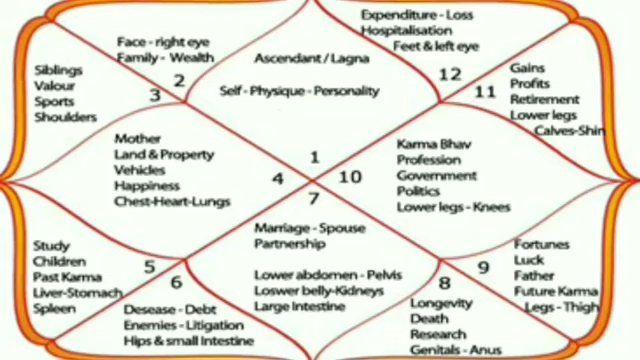 Face - right eye
Family - Wealth
2
Siblings
Valour
Sports
Shoulders
3
Ascendant / Lagna
Self - Physique - Personality
1
Expenditure - Loss
Hospitalisation
Feet & left eye
12
Gains
Profits
Retirement
Lower legs
Calves-Shin
11
Mother
Land & Property
Vehicles
Happiness
Chest-Heart-Lungs
4
Karma Bhav
Profession
Government
Politics
Lower legs - Knees
10
7
Marriage - Spouse
Partnership
Lower abdomen - Pelvis
Loswer belly-Kidneys
Large Intestine
Study
Children
Past Karma
Liver-Stomach
Spleen
5
6
Desease - Debt
Enemies - Litigation
Hips & small Intestine
8
Longevity
Death
Research
Genitals - Anus
9
Fortunes
Luck
Father
Future Karma
Legs - Thigh